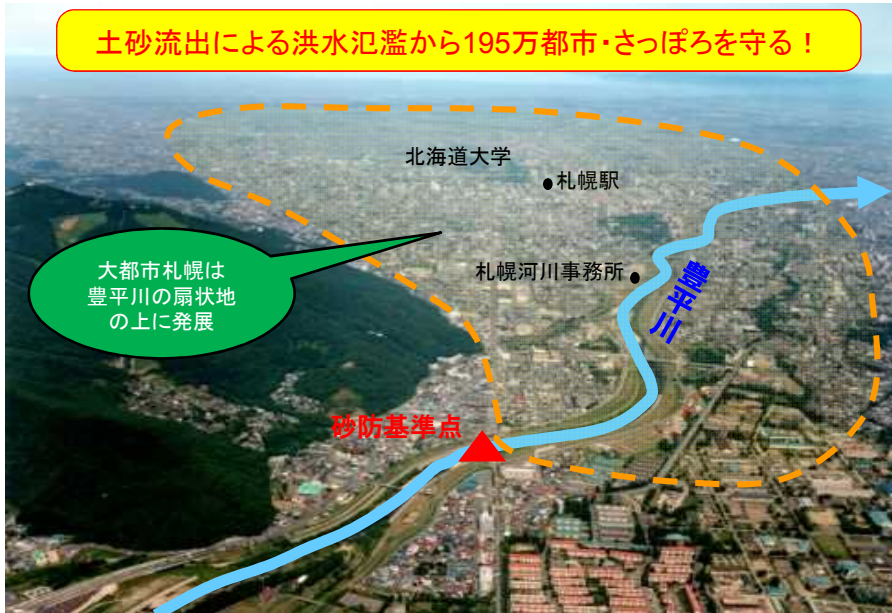 土砂流出による洪水氾濫から195万都市・さっぽろを守る！
北海道大学
札幌駅
大都市札幌は
豊平川の扇状地
の上に発展
札幌河川事務所
豊平川
砂防基準点